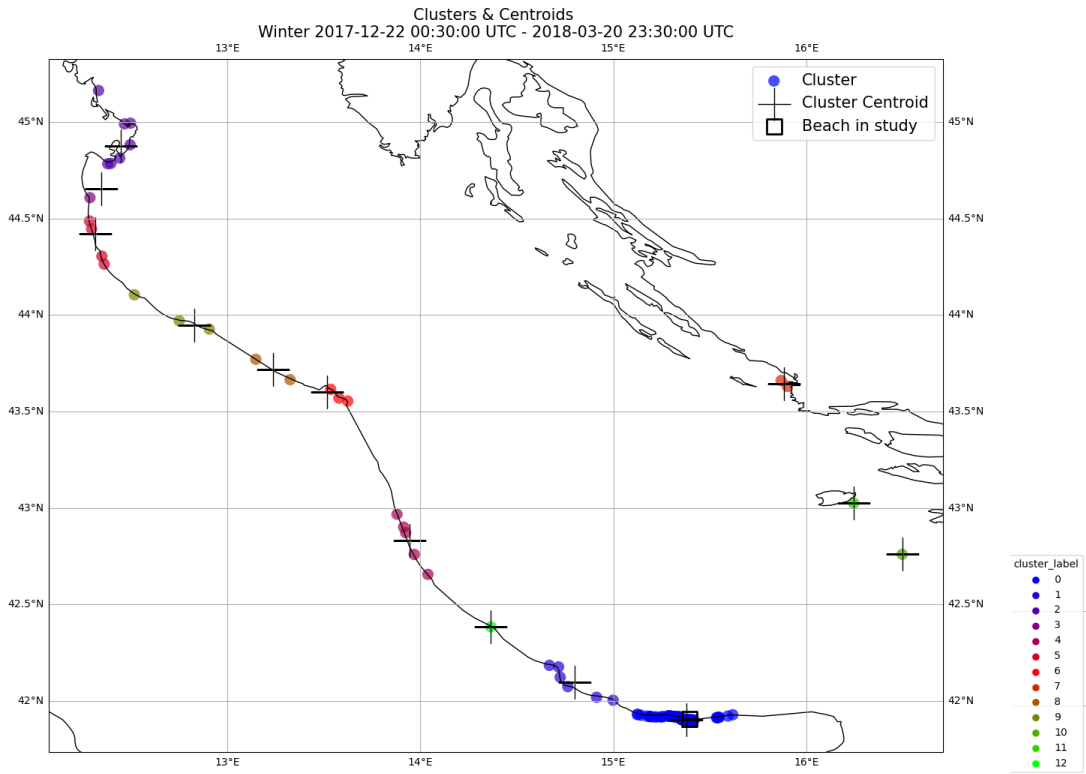 Clusters & Centroids
Winter 2017-12-22 00:30:00 UTC - 2018-03-20 23:30:00 UTC
13°E 14°E 15°E 16°E
Cluster
Cluster Centroid
Beach in study
45°N 45°N
44.5°N 44.5°N
44°N 44°N
43.5°N 43.5°N
43°N 43°N
42.5°N 42.5°N
42°N 42°N
13°E 14°E 15°E 16°E
cluster_label
0
1
2
3
4
5
6
7
8
9
10
11
12